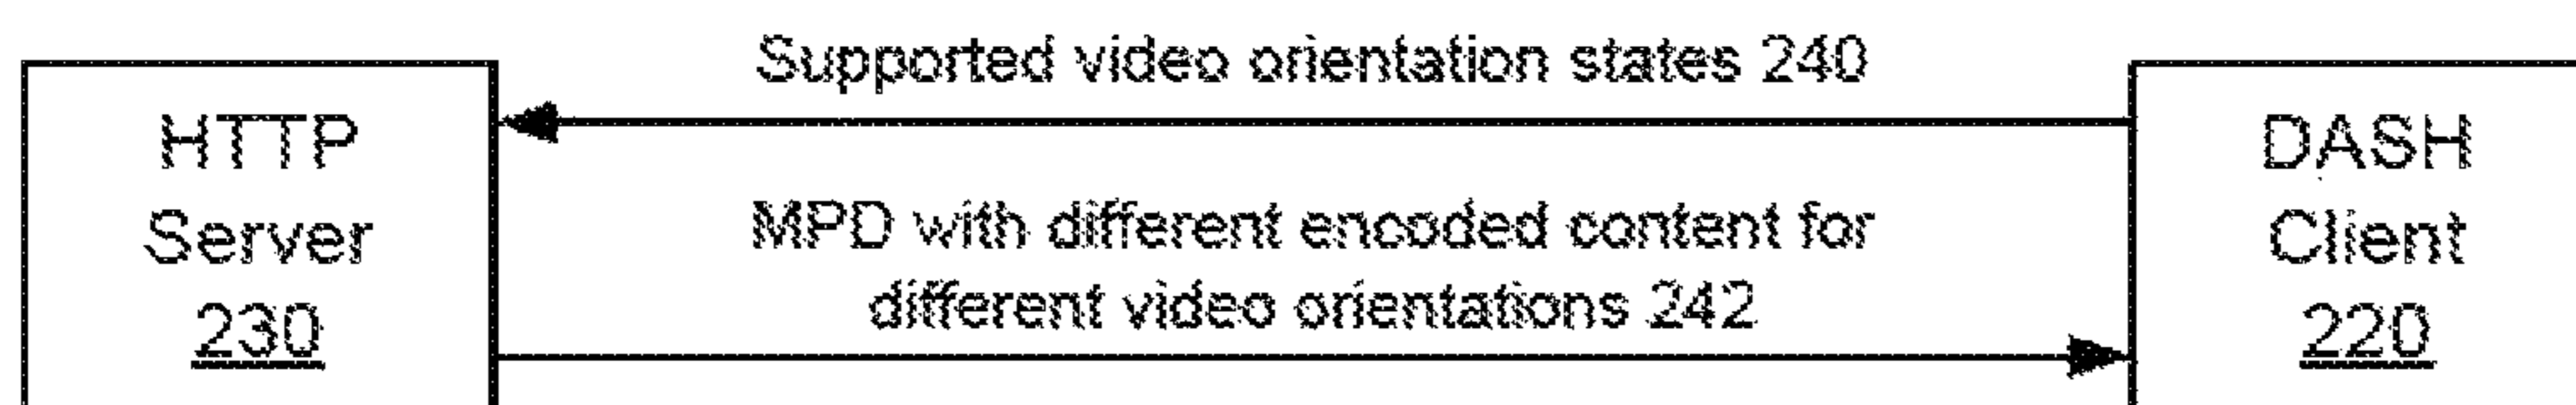 Supported video orientation states 240
HTTP
Server
230
MPD with different encoded content for
different video orientations 242
DASH
Client
220